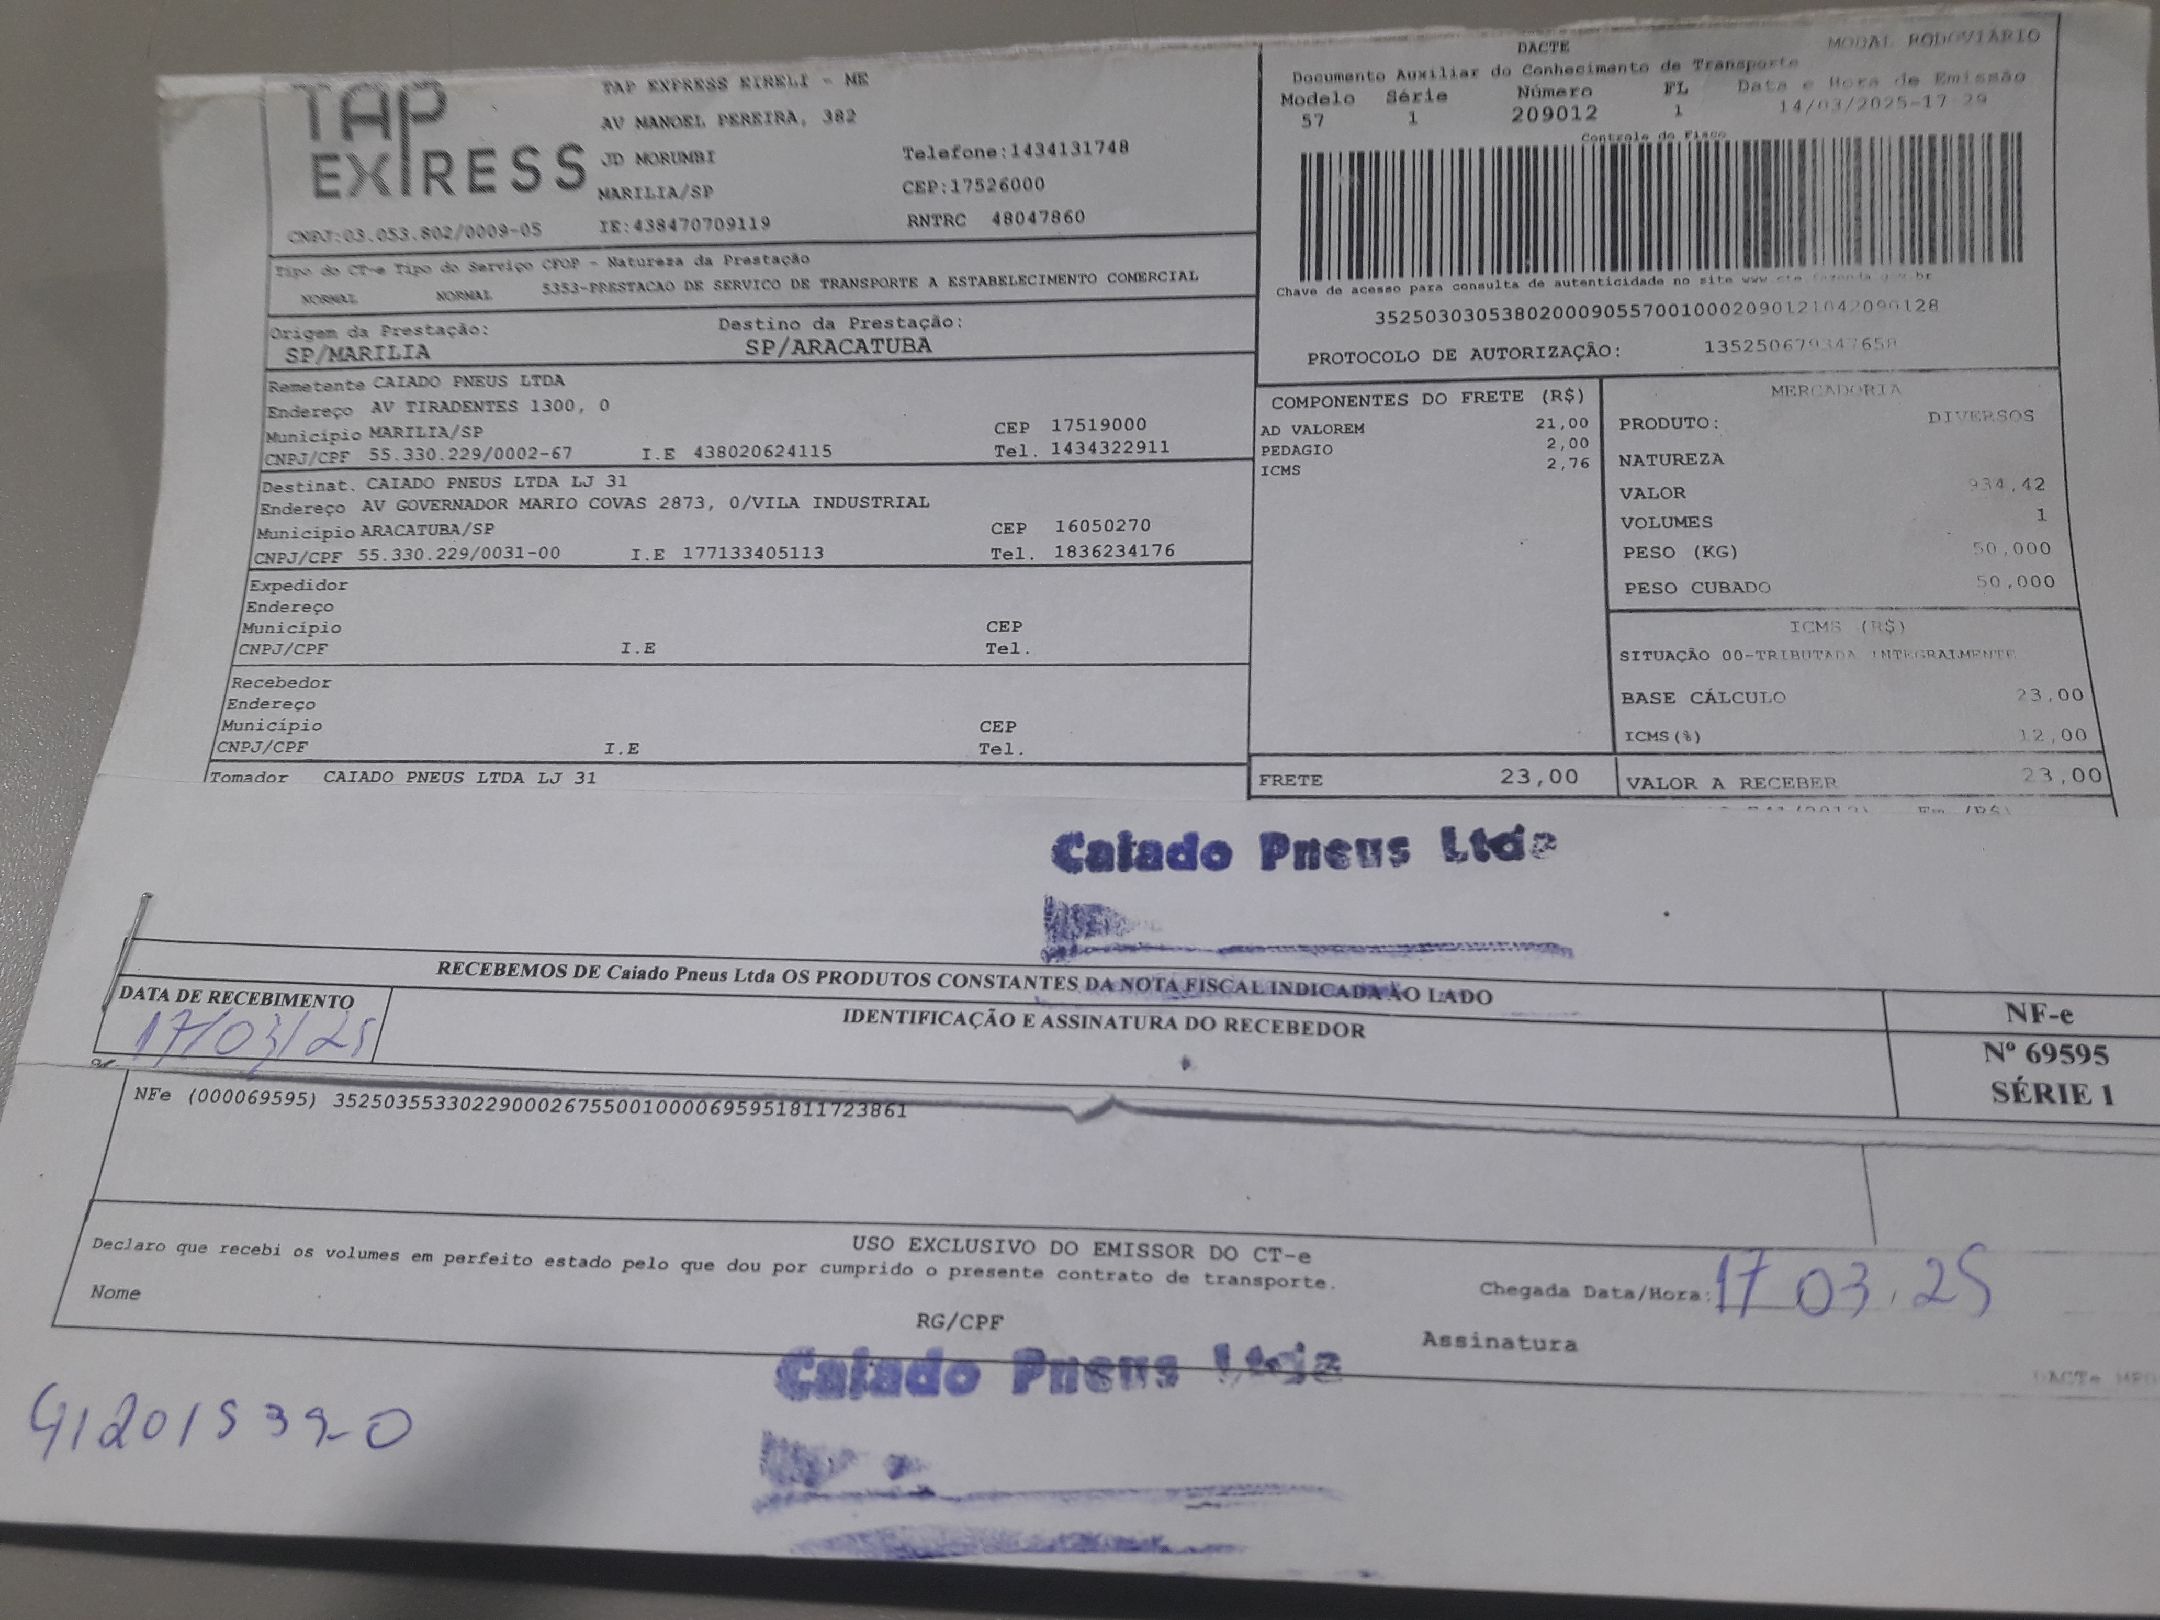 TAP EXPRESS
TAP EXPRESS EIRELI - ME
AV MANOEL PEREIRA, 382
JD MORUMBI
Telefone:1434131748
MARILIA/SP
CEP:17526000
CNPJ:03.053.802/0009-05
IE:438470709119
RNTRC 48047860
DACTE
MODAL RODOVIÁRIO
Documento Auxiliar do Conhecimento de Transporte
Modelo Série Número FL Data e Hora de Emissão
57 1 209012 1 14/03/2025-17 29
Controle do Fisco
Chave de acesso para consulta de autenticidade no site www.cte.fazenda.gov.br
PROTOCOLO DE AUTORIZAÇÃO: 135250679347658
Tipo do CT-e Tipo do Serviço CFOP - Natureza da Prestação
NORMAL NORMAL 5353-PRESTACAO DE SERVICO DE TRANSPORTE A ESTABELECIMENTO COMERCIAL
Origem da Prestação: Destino da Prestação:
SP/MARILIA SP/ARACATUBA
Remetente CAIADO PNEUS LTDA
Endereço AV TIRADENTES 1300, 0
Município MARILIA/SP CEP 17519000
CNPJ/CPF 55.330.229/0002-67 I.E 438020624115 Tel. 1434322911
Destinat. CAIADO PNEUS LTDA LJ 31
Endereço AV GOVERNADOR MARIO COVAS 2873, 0/VILA INDUSTRIAL
Município ARACATUBA/SP CEP 16050270
CNPJ/CPF 55.330.229/0031-00 I.E 177133405113 Tel. 1836234176
Expedidor
Endereço
Município CEP
CNPJ/CPF I.E Tel.
Recebedor
Endereço
Município CEP
CNPJ/CPF I.E Tel.
Tomador CAIADO PNEUS LTDA LJ 31
COMPONENTES DO FRETE (R$)
AD VALOREM 21,00
PEDAGIO 2,00
ICMS 2,76
FRETE 23,00
MERCADORIA
PRODUTO: DIVERSOS
NATUREZA
VALOR 934,42
VOLUMES 1
PESO (KG) 50,000
PESO CUBADO 50,000
ICMS (R$)
SITUAÇÃO 00-TRIBUTADA INTEGRALMENTE
BASE CÁLCULO 23,00
ICMS(%) 12,00
VALOR A RECEBER 23,00
Caiado Pneus Ltda
RECEBEMOS DE Caiado Pneus Ltda OS PRODUTOS CONSTANTES DA NOTA FISCAL INDICADA AO LADO
DATA DE RECEBIMENTO
17/03/25
IDENTIFICAÇÃO E ASSINATURA DO RECEBEDOR
NF-e
Nº 69595
SÉRIE 1
NFe (000069595) 35250355330229000267550010000695951811723861
USO EXCLUSIVO DO EMISSOR DO CT-e
Declaro que recebi os volumes em perfeito estado pelo que dou por cumprido o presente contrato de transporte.
Nome
RG/CPF
Chegada Data/Hora: 17 03.25
Assinatura
Caiado Pneus Ltda